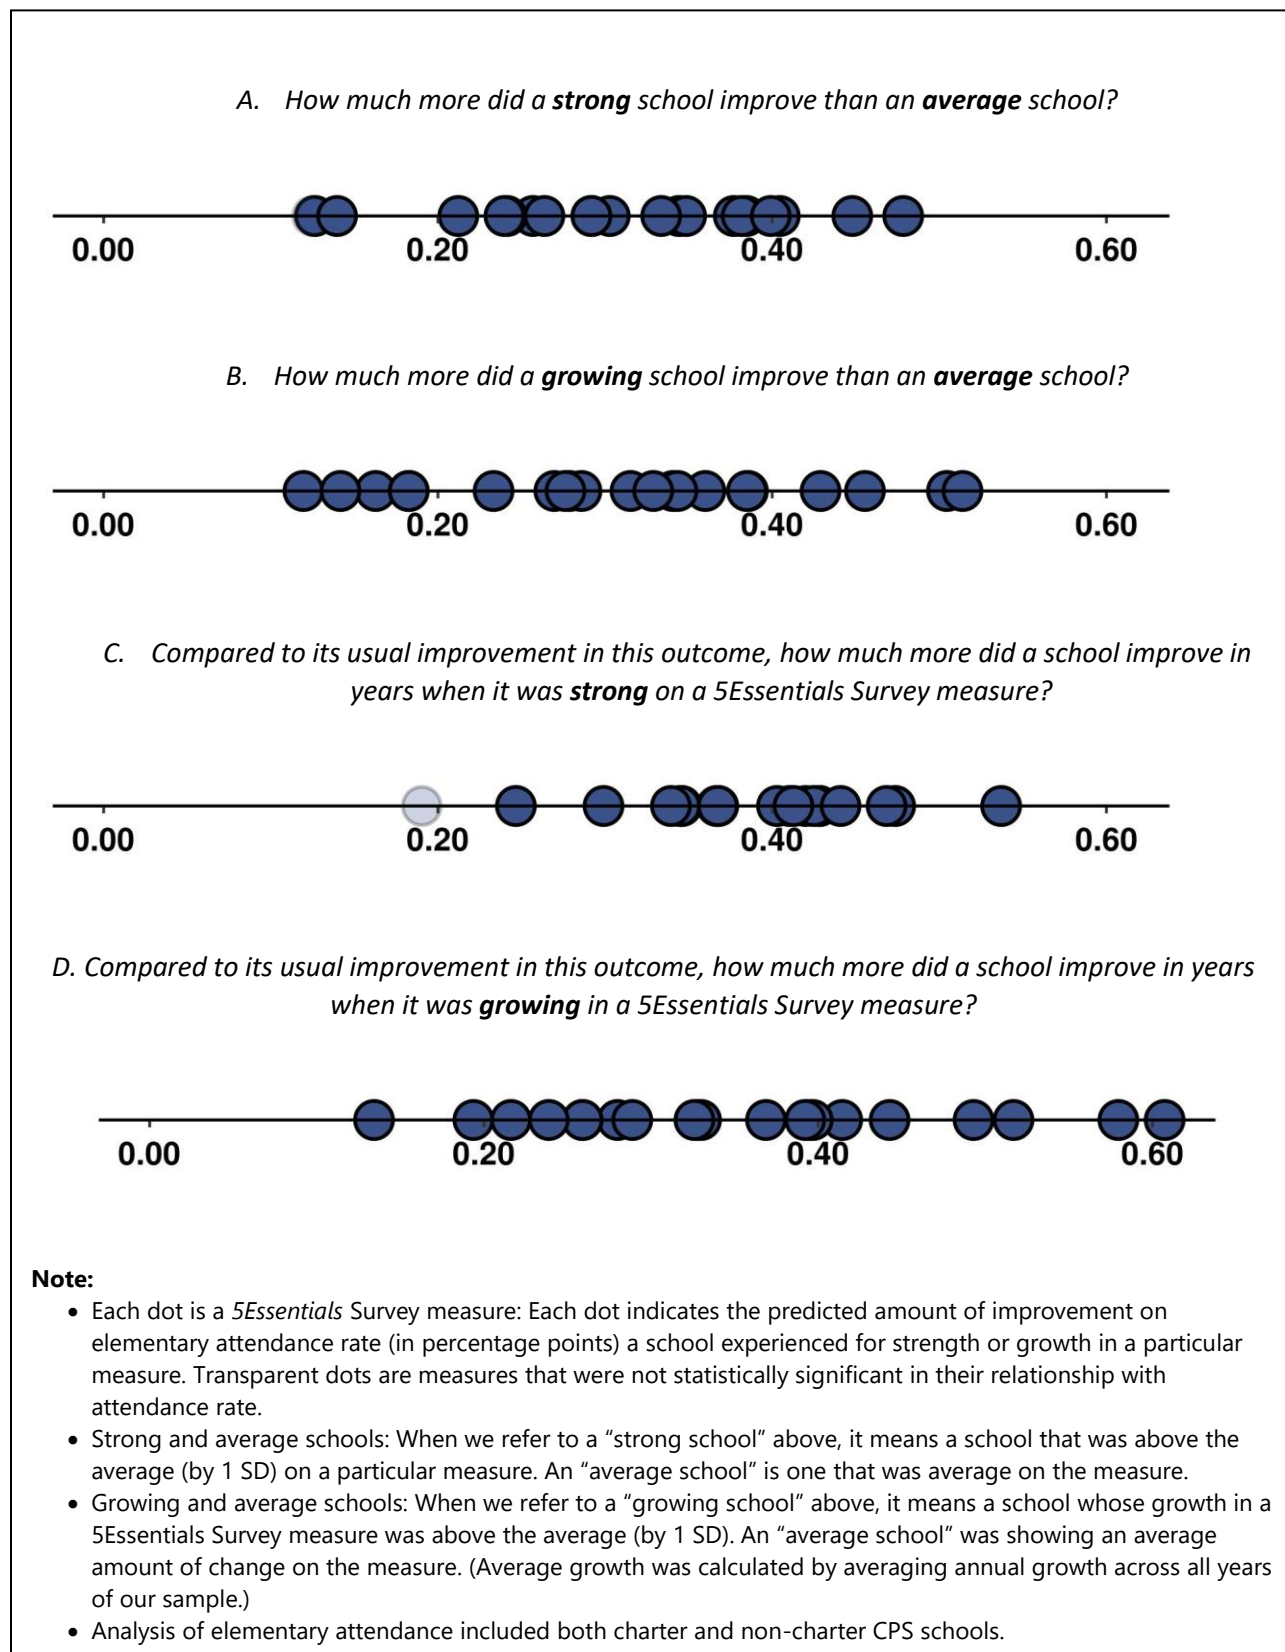 A. How much more did a strong school improve than an average school?
0.00 0.20 0.40 0.60
B. How much more did a growing school improve than an average school?
0.00 0.20 0.40 0.60
C. Compared to its usual improvement in this outcome, how much more did a school improve in
years when it was strong on a 5Essentials Survey measure?
0.00 0.20 0.40 0.60
D. Compared to its usual improvement in this outcome, how much more did a school improve in years
when it was growing in a 5Essentials Survey measure?
0.00 0.20 0.40 0.60
Note:
• Each dot is a 5Essentials Survey measure: Each dot indicates the predicted amount of improvement on
elementary attendance rate (in percentage points) a school experienced for strength or growth in a particular
measure. Transparent dots are measures that were not statistically significant in their relationship with
attendance rate.
• Strong and average schools: When we refer to a “strong school” above, it means a school that was above the
average (by 1 SD) on a particular measure. An “average school” is one that was average on the measure.
• Growing and average schools: When we refer to a “growing school” above, it means a school whose growth in a
5Essentials Survey measure was above the average (by 1 SD). An “average school” was showing an average
amount of change on the measure. (Average growth was calculated by averaging annual growth across all years
of our sample.)
• Analysis of elementary attendance included both charter and non-charter CPS schools.